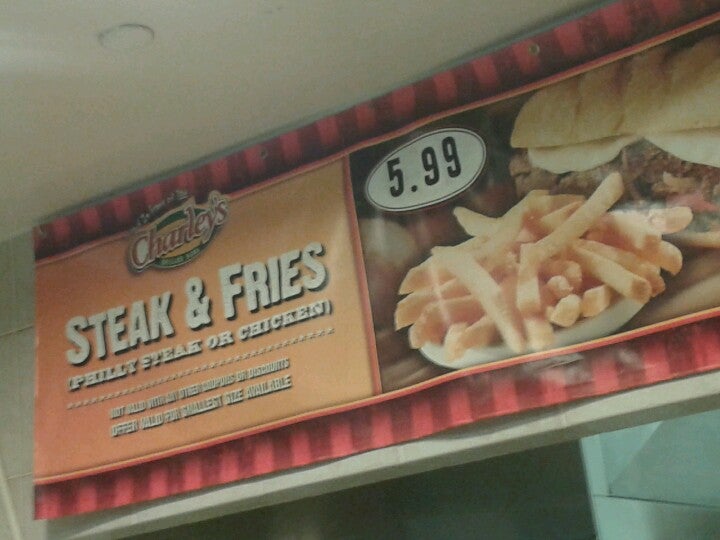 Charley's
STEAK & FRIES
(PHILLY STEAK OR CHICKEN)
NOT VALID WITH ANY OTHER COUPONS OR DISCOUNTS
OFFER VALID FOR SMALLEST SIZE AVAILABLE
5.99